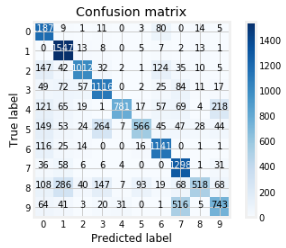 Confusion matrix
0 1187 9 1 11 0 3 80 0 14 5
1 0 1547 13 8 0 5 7 2 13 1
2 147 42 1012 32 2 1 124 35 10 5
3 49 72 57 1116 0 2 25 84 11 17
4 121 65 19 1 781 17 57 69 4 218
5 149 53 24 264 7 566 45 47 28 44
6 116 25 14 0 0 16 1141 0 1 1
7 36 58 6 6 4 0 0 1298 1 31
8 108 286 40 147 7 93 19 68 518 68
9 64 41 3 20 31 0 1 516 5 743
0 1 2 3 4 5 6 7 8 9
True label
Predicted label
1400
1200
1000
800
600
400
200
0